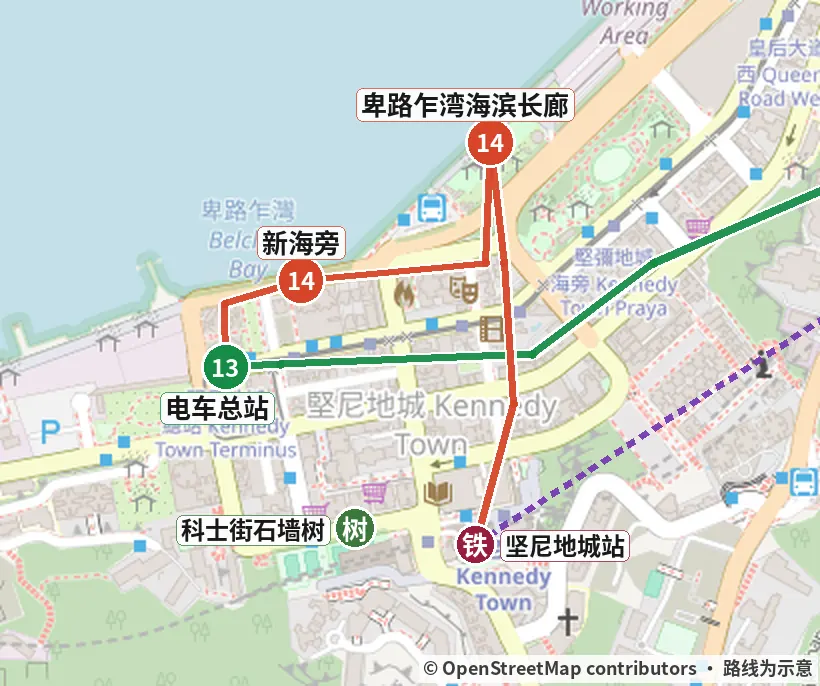 Working
Area
皇后大道
西 Queen
Road We
卑路乍湾海滨长廊
14
卑路乍灣
Belc
Bay
新海旁
14
堅彌地城
海旁 Kennedy
Town Praya
13
电车总站
Kennedy
Town Terminus
堅尼地城 Kennedy
Town
P
科士街石墙树
树
铁
坚尼地城站
Kennedy
Town
© OpenStreetMap contributors · 路线为示意